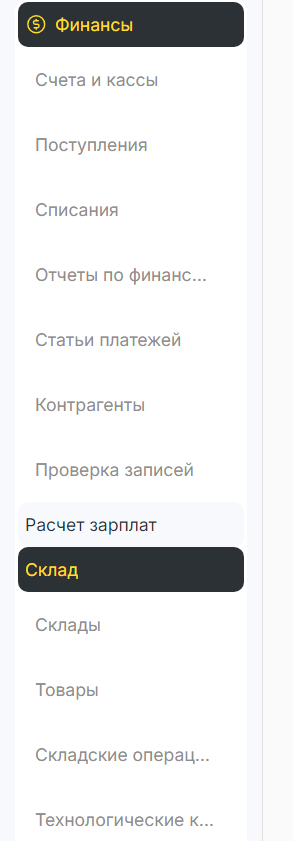 Финансы
Счета и кассы
Поступления
Списания
Отчеты по финанс...
Статьи платежей
Контрагенты
Проверка записей
Расчет зарплат
Склад
Склады
Товары
Складские операц...
Технологические к...